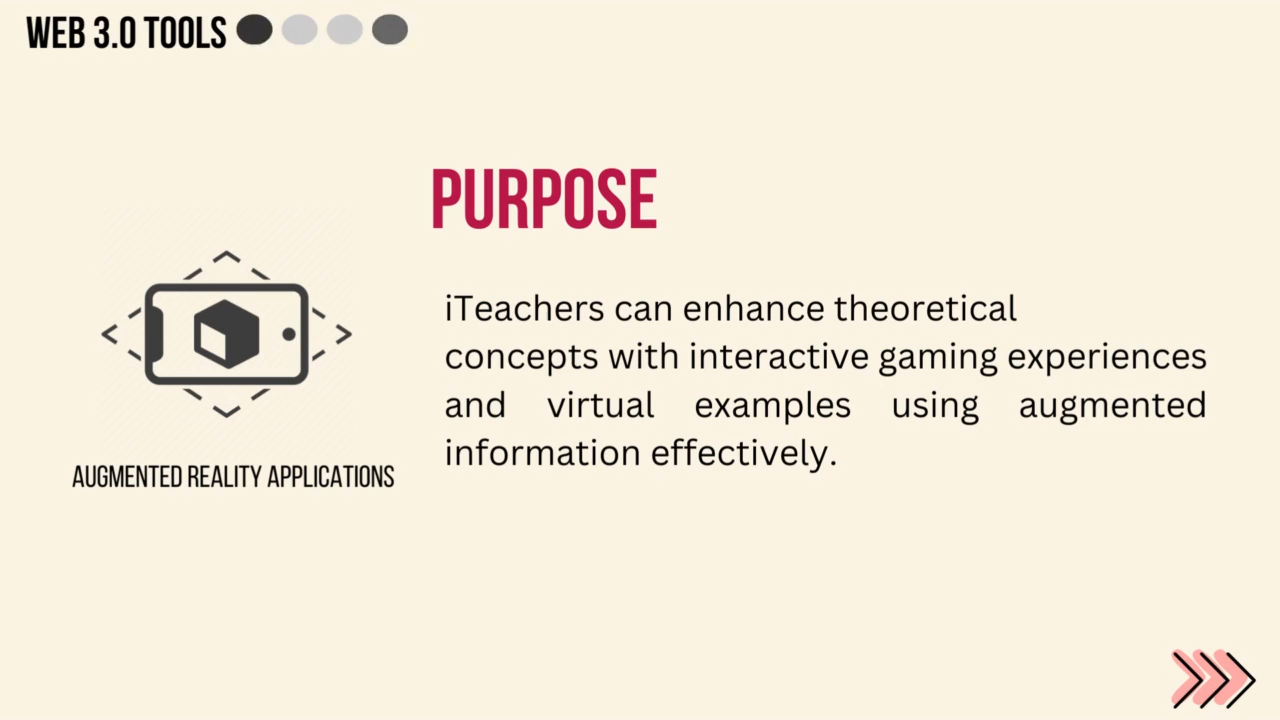 WEB 3.0 TOOLS
PURPOSE
iTeachers can enhance theoretical
concepts with interactive gaming experiences
and virtual examples using augmented
information effectively.
AUGMENTED REALITY APPLICATIONS